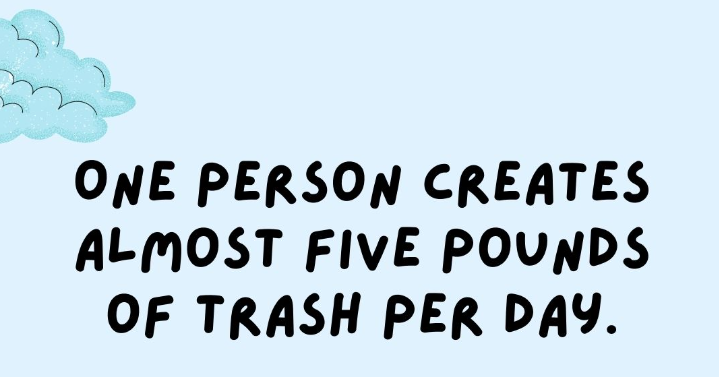 ONE PERSON CREATES
ALMOST FIVE POUNDS
OF TRASH PER DAY.